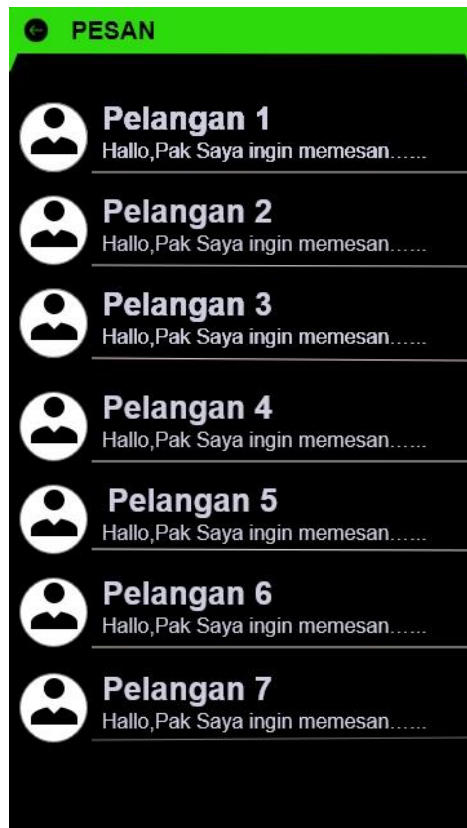 PESAN
Pelangan 1
Hallo,Pak Saya ingin memesan......
Pelangan 2
Hallo,Pak Saya ingin memesan......
Pelangan 3
Hallo,Pak Saya ingin memesan......
Pelangan 4
Hallo,Pak Saya ingin memesan......
Pelangan 5
Hallo,Pak Saya ingin memesan......
Pelangan 6
Hallo,Pak Saya ingin memesan......
Pelangan 7
Hallo,Pak Saya ingin memesan......